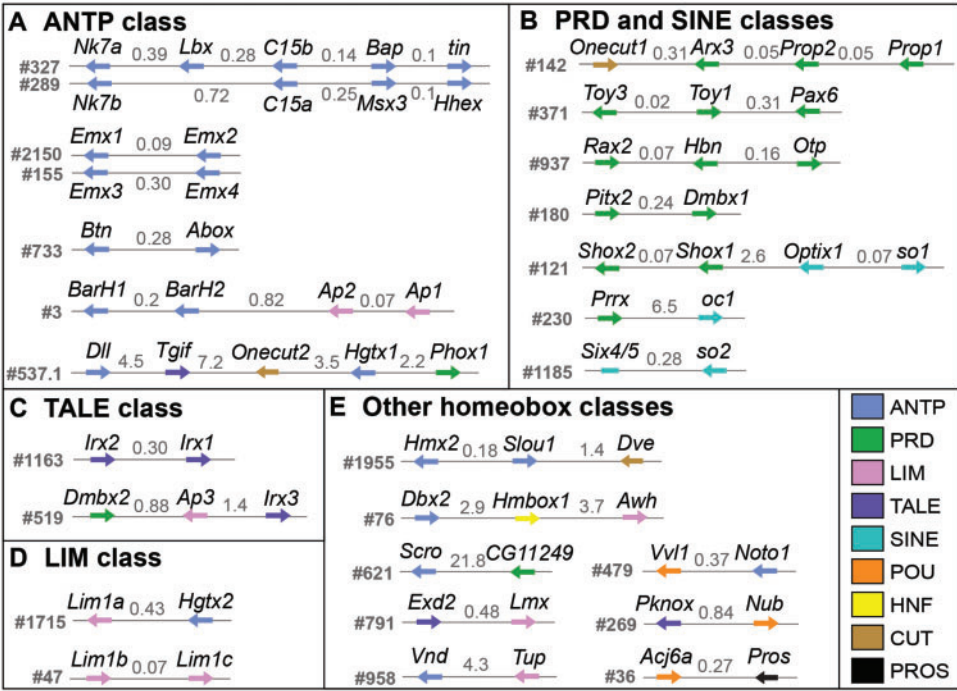 A ANTP class
Nk7a 0.39 Lbx 0.28 C15b 0.14 Bap 0.1 tin
#327
#289
Nk7b 0.72 C15a 0.25 Msx3 0.1 Hhex
Emx1 0.09 Emx2
#2150
#155
Emx3 0.30 Emx4
Btn 0.28 Abox
#733
BarH1 0.2 BarH2 0.82 Ap2 0.07 Ap1
#3
Dll 4.5 Tgif 7.2 Onecut2 3.5 Hgtx1 2.2 Phox1
#537.1
B PRD and SINE classes
Onecut1 0.31 Arx3 0.05 Prop2 0.05 Prop1
#142
Toy3 0.02 Toy1 0.31 Pax6
#371
Rax2 0.07 Hbn 0.16 Otp
#937
Pitx2 0.24 Dmbx1
#180
Shox2 0.07 Shox1 2.6 Optix1 0.07 so1
#121
Prrx 6.5 oc1
#230
Six4/5 0.28 so2
#1185
C TALE class
Irx2 0.30 Irx1
#1163
Dmbx2 0.88 Ap3 1.4 Irx3
#519
D LIM class
Lim1a 0.43 Hgtx2
#1715
Lim1b 0.07 Lim1c
#47
E Other homeobox classes
Hmx2 0.18 Slou1 1.4 Dve
#1955
Dbx2 2.9 Hmbox1 3.7 Awh
#76
Scro 21.8 CG11249
#621
Vvl1 0.37 Noto1
#479
Exd2 0.48 Lmx
#791
Pknox 0.84 Nub
#269
Vnd 4.3 Tup
#958
Acj6a 0.27 Pros
#36
ANTP
PRD
LIM
TALE
SINE
POU
HNF
CUT
PROS